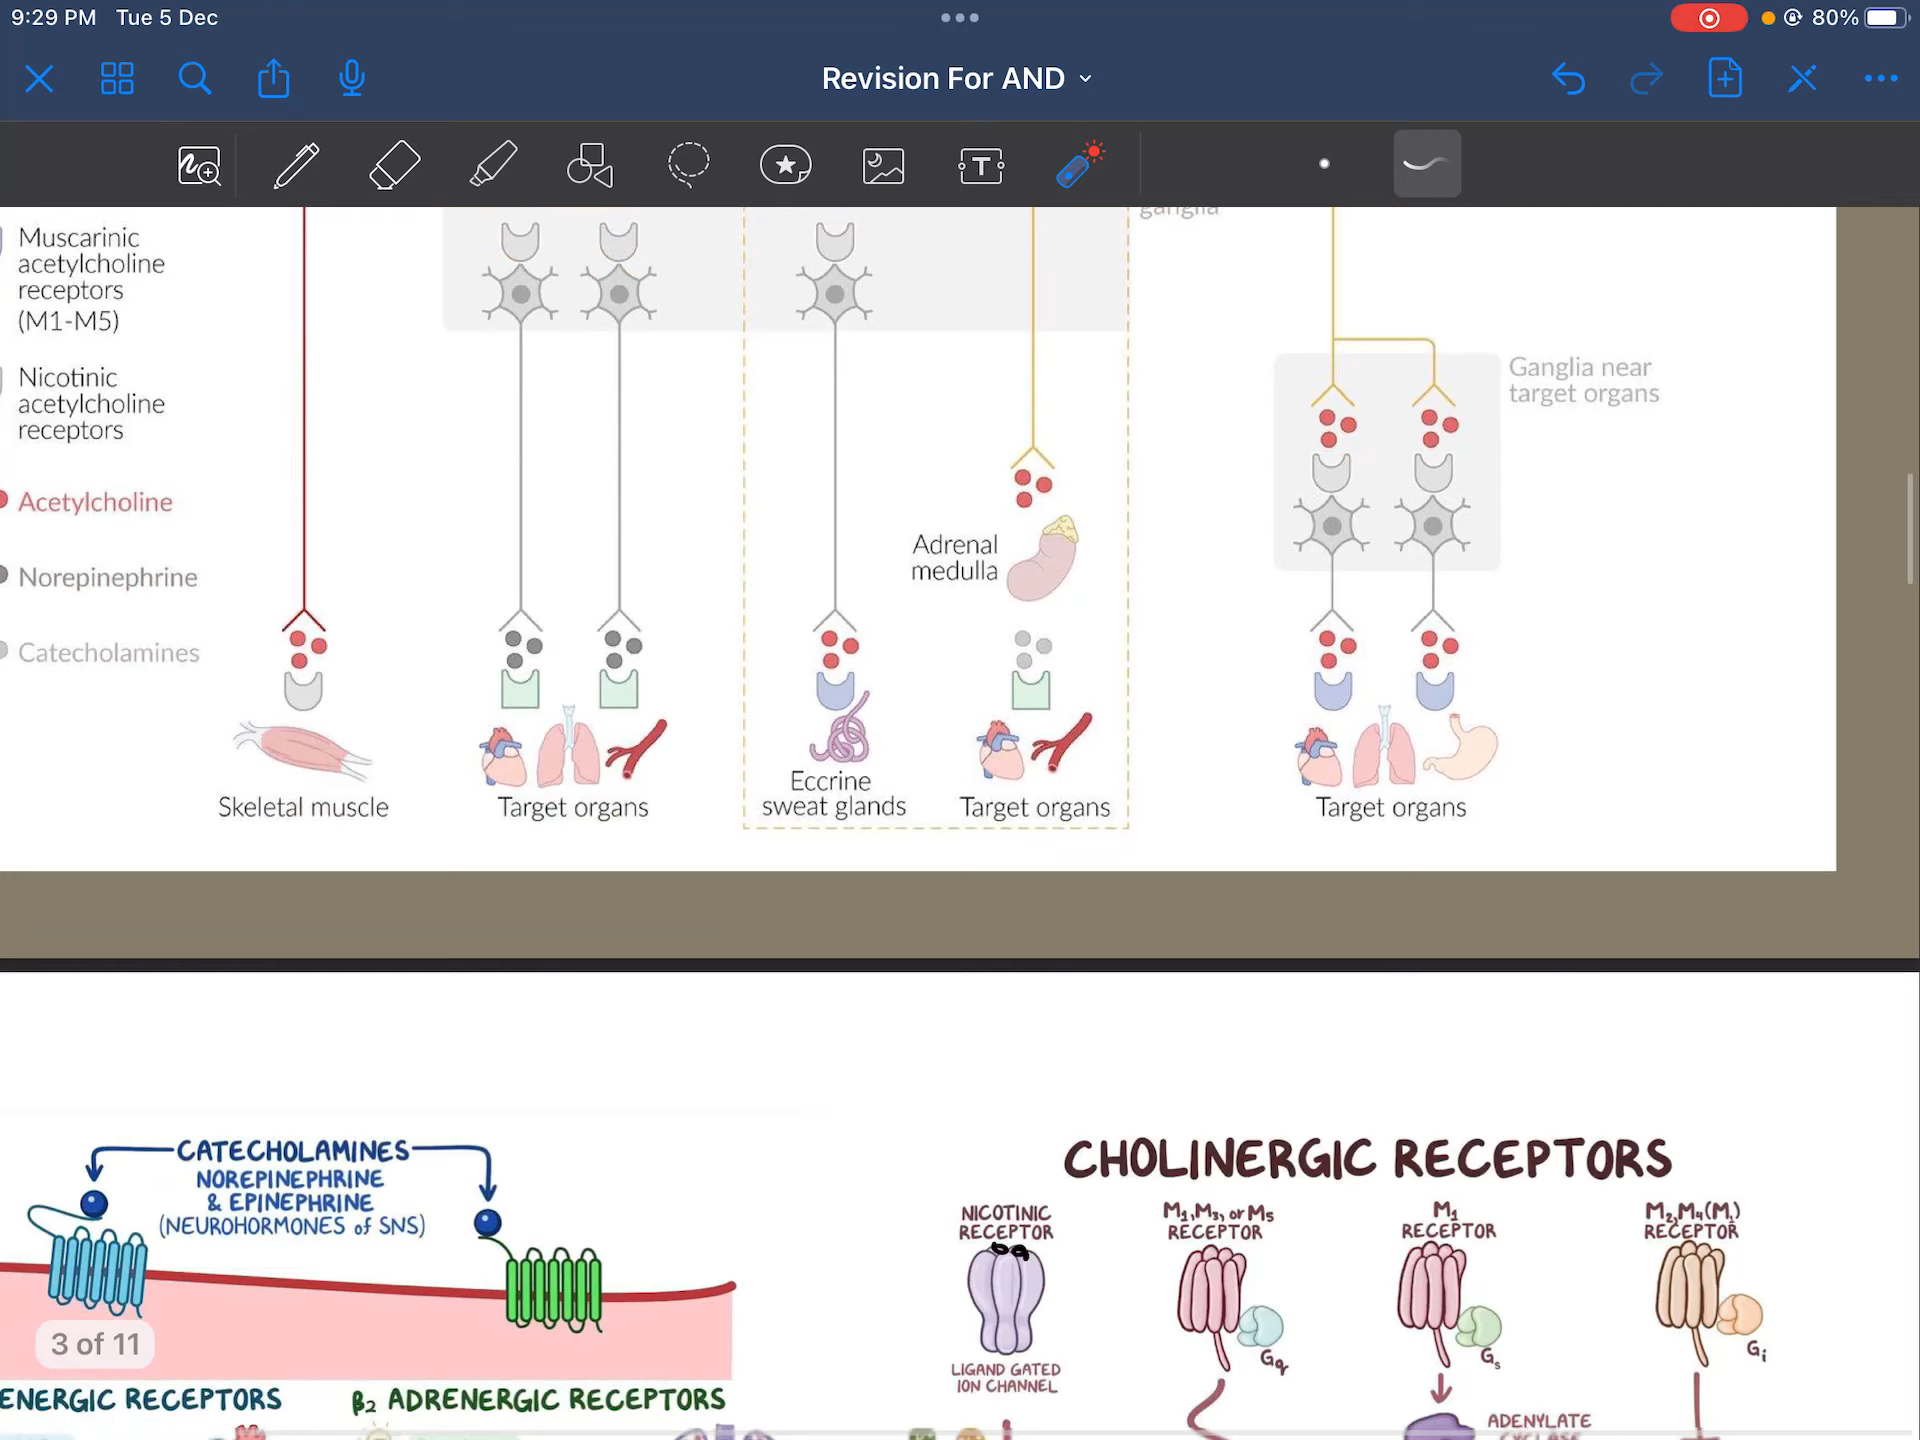 9:29 PM Tue 5 Dec
80%
Revision For AND
T
ganglia
Muscarinic
acetylcholine
receptors
(M1-M5)
Nicotinic
acetylcholine
receptors
Acetylcholine
Norepinephrine
Catecholamines
Ganglia near
target organs
Adrenal
medulla
Skeletal muscle
Target organs
Eccrine
sweat glands
Target organs
Target organs
CATECHOLAMINES
NOREPINEPHRINE
& EPINEPHRINE
(NEUROHORMONES of SNS)
3 of 11
ENERGIC RECEPTORS
β2 ADRENERGIC RECEPTORS
CHOLINERGIC RECEPTORS
NICOTINIC
RECEPTOR
LIGAND GATED
ION CHANNEL
M1, M3, or M5
RECEPTOR
Gq
M1
RECEPTOR
Gs
ADENYLATE
CYCLASE
M2, M4 (M1)
RECEPTOR
Gi